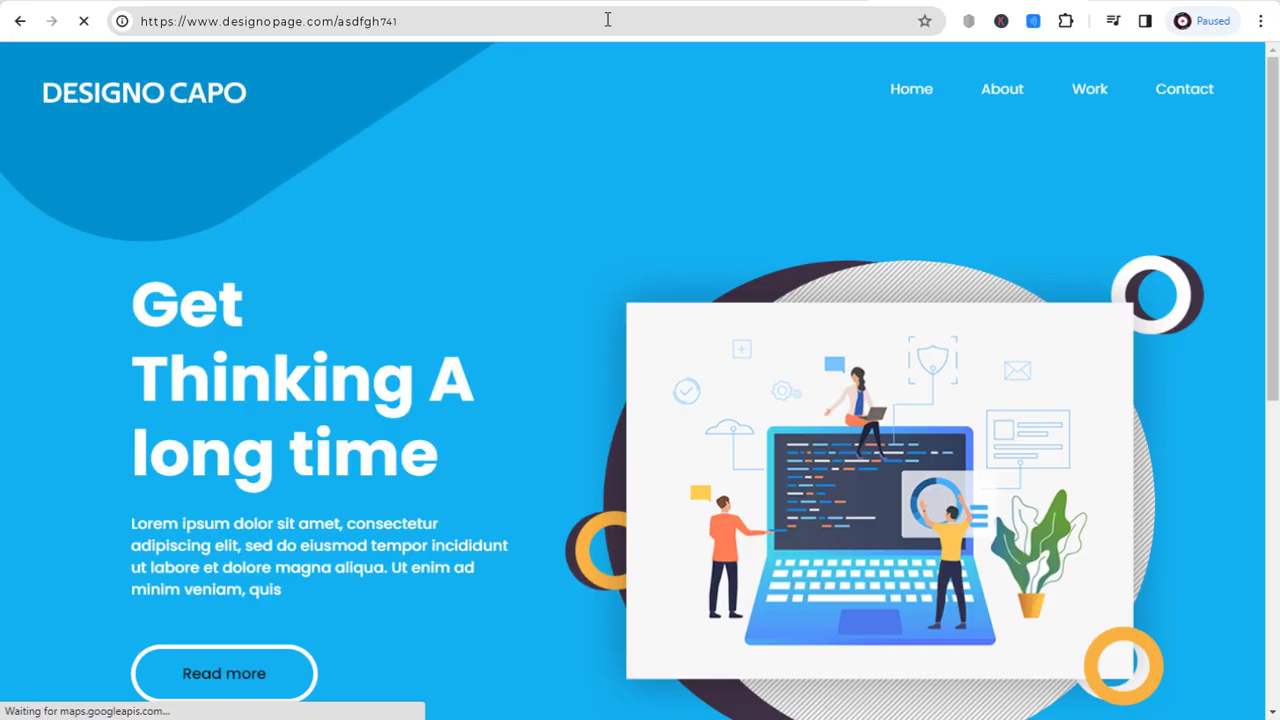 https://www.designopage.com/asdfgh741
Paused
DESIGNO CAPO
Home About Work Contact
Get
Thinking A
long time
Lorem ipsum dolor sit amet, consectetur
adipiscing elit, sed do eiusmod tempor incididunt
ut labore et dolore magna aliqua. Ut enim ad
minim veniam, quis
Read more
Waiting for maps.googleapis.com...